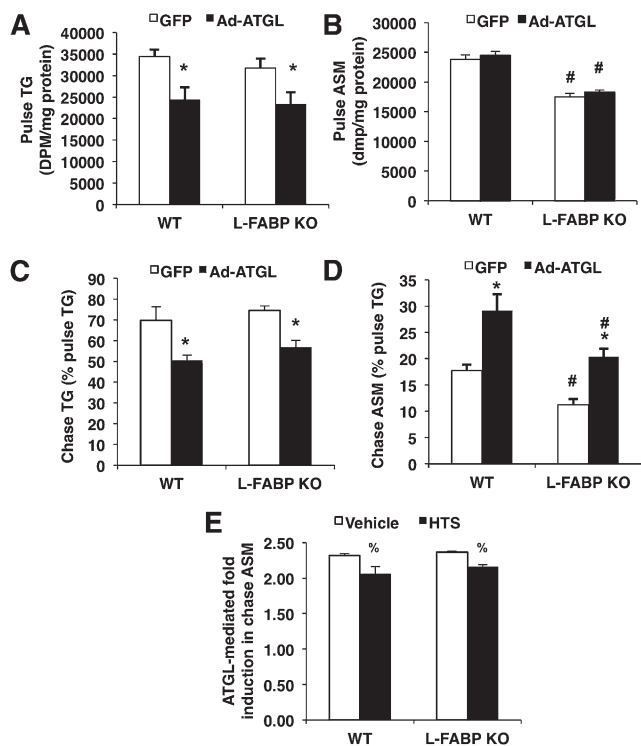 A
□GFP ■Ad-ATGL
Pulse TG
(DPM/mg protein)
40000
35000
30000
25000
20000
15000
10000
5000
0
*
*
WT
L-FABP KO
B
□GFP ■Ad-ATGL
Pulse ASM
(dmp/mg protein)
30000
25000
20000
15000
10000
5000
0
#
#
WT
L-FABP KO
C
□GFP ■Ad-ATGL
Chase TG (% pulse TG)
90
80
70
60
50
40
30
20
10
0
*
*
WT
L-FABP KO
D
□GFP ■Ad-ATGL
Chase ASM (% pulse TG)
35
30
25
20
15
10
5
0
*
#
#
*
WT
L-FABP KO
E
□Vehicle ■HTS
ATGL-mediated fold
induction in chase ASM
2.50
2.00
1.50
1.00
0.50
0.00
%
%
WT
L-FABP KO